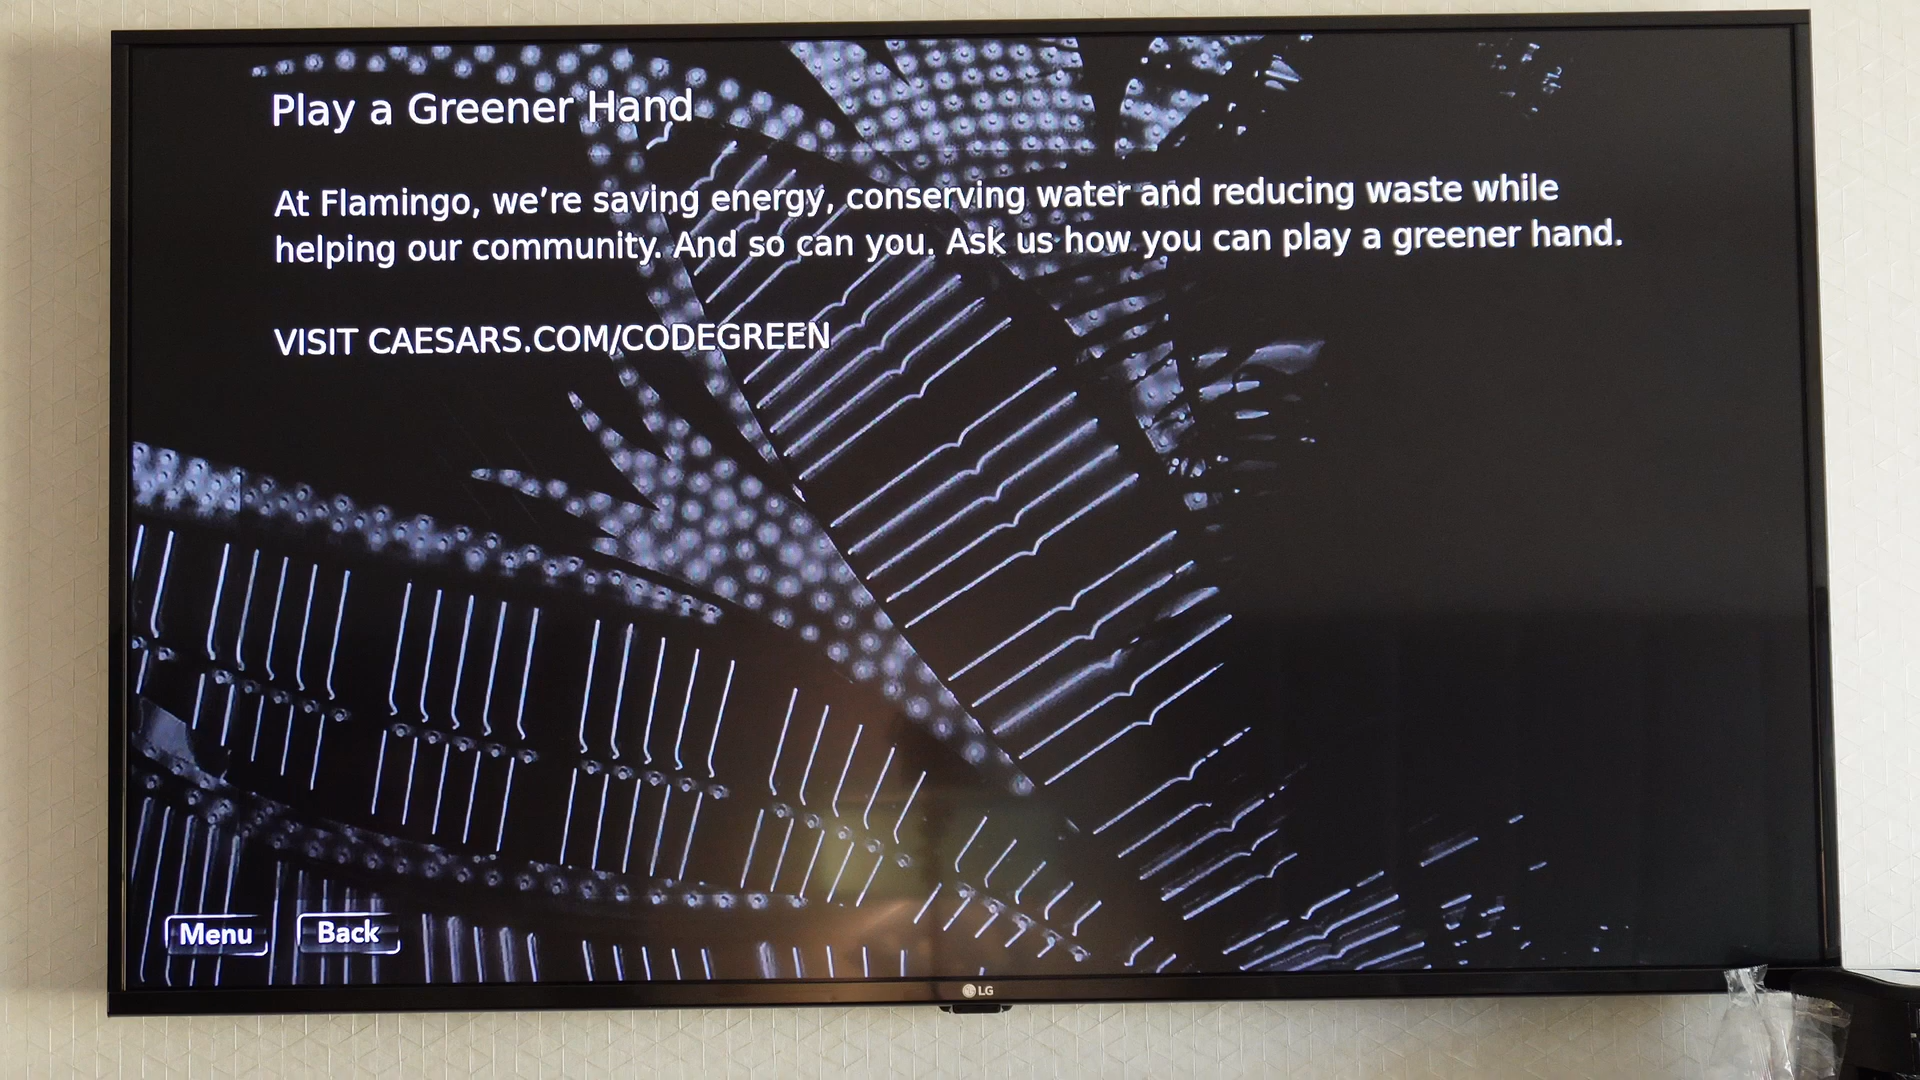 Play a Greener Hand
At Flamingo, we’re saving energy, conserving water and reducing waste while
helping our community. And so can you. Ask us how you can play a greener hand.
VISIT CAESARS.COM/CODEGREEN
Menu Back
LG